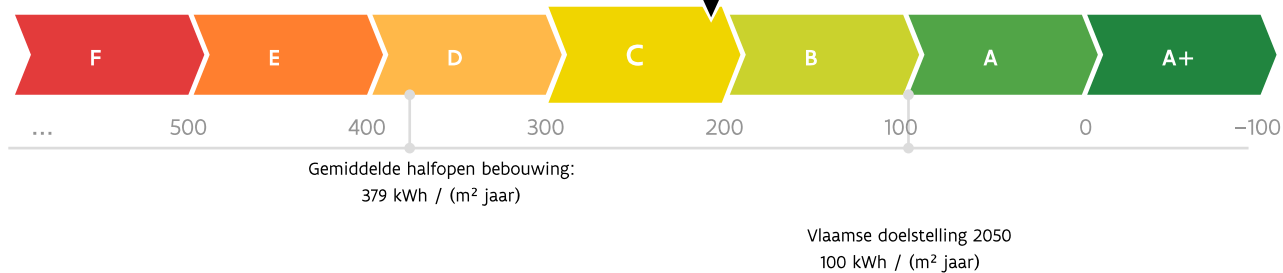 F E D C B A A+
... 500 400 300 200 100 0 −100
Gemiddelde halfopen bebouwing:
379 kWh / (m² jaar)
Vlaamse doelstelling 2050
100 kWh / (m² jaar)